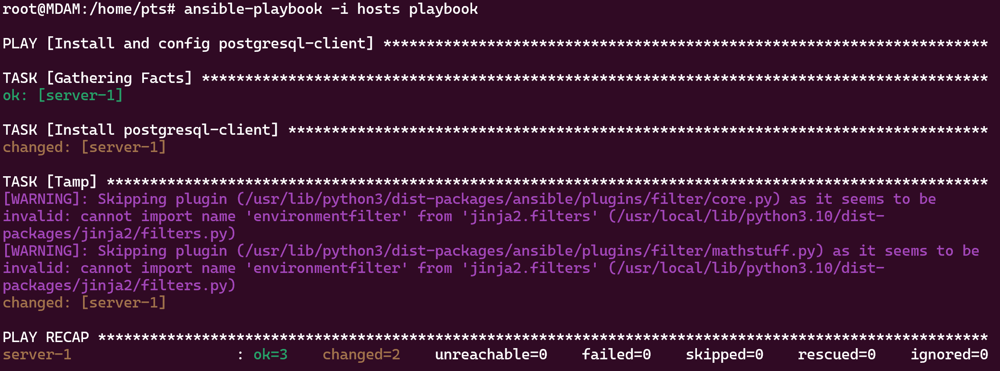 root@MDAM:/home/pts# ansible-playbook -i hosts playbook
PLAY [Install and config postgresql-client] **********************************************************************
TASK [Gathering Facts] *******************************************************************************************
ok: [server-1]
TASK [Install postgresql-client] *********************************************************************************
changed: [server-1]
TASK [Tamp] ******************************************************************************************************
[WARNING]: Skipping plugin (/usr/lib/python3/dist-packages/ansible/plugins/filter/core.py) as it seems to be
invalid: cannot import name 'environmentfilter' from 'jinja2.filters' (/usr/local/lib/python3.10/dist-
packages/jinja2/filters.py)
[WARNING]: Skipping plugin (/usr/lib/python3/dist-packages/ansible/plugins/filter/mathstuff.py) as it seems to be
invalid: cannot import name 'environmentfilter' from 'jinja2.filters' (/usr/local/lib/python3.10/dist-
packages/jinja2/filters.py)
changed: [server-1]
PLAY RECAP *******************************************************************************************************
server-1                   : ok=3    changed=2    unreachable=0    failed=0    skipped=0    rescued=0    ignored=0